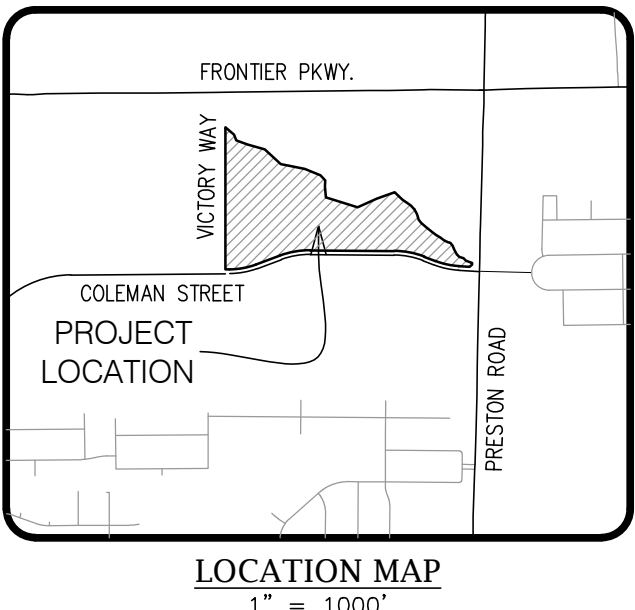 FRONTIER PKWY.
VICTORY WAY
COLEMAN STREET
PROJECT
LOCATION
PRESTON ROAD
LOCATION MAP
1" = 1000'